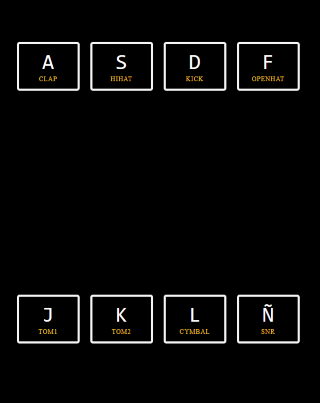 A S D F
CLAP HIHAT KICK OPENHAT
J K L Ñ
TOM1 TOM2 CYMBAL SNR